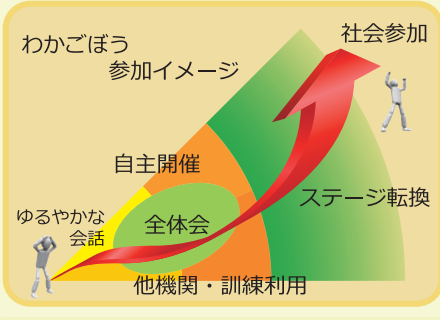 わかごぼう
参加イメージ
社会参加
自主開催
ステージ転換
ゆるやかな
会話
全体会
他機関・訓練利用